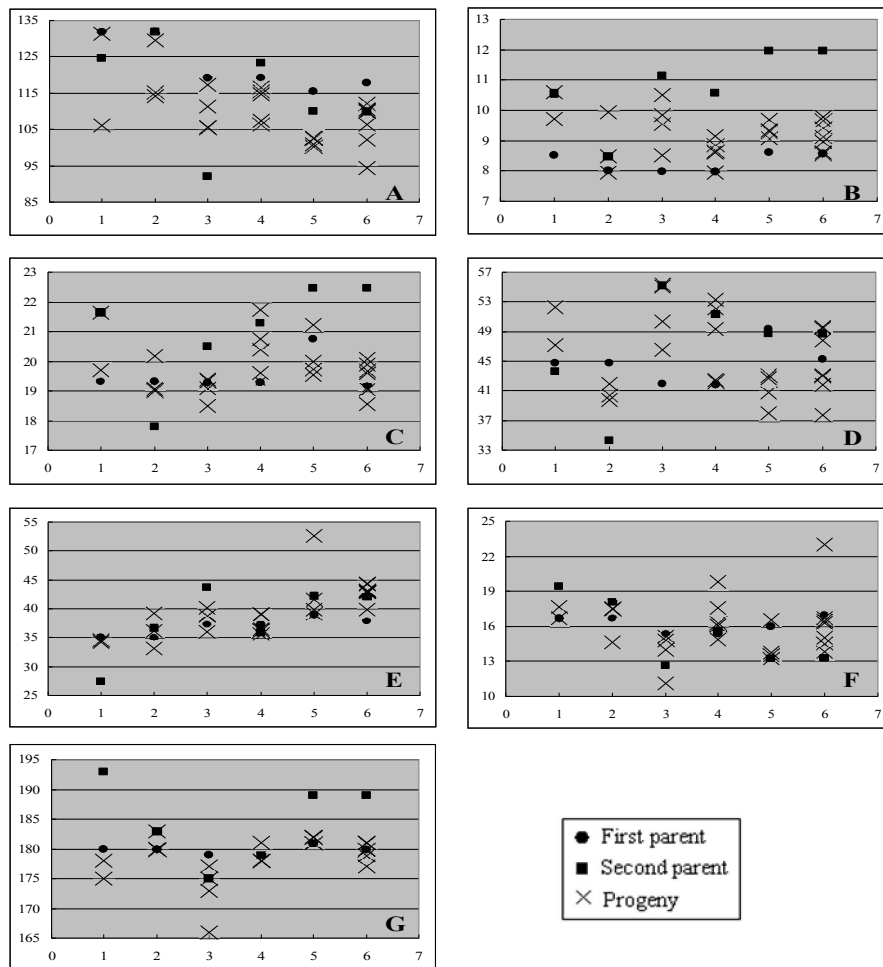 135
125
115
105
95
85
0 1 2 3 4 5 6 7
A
13
12
11
10
9
8
7
0 1 2 3 4 5 6 7
B
23
22
21
20
19
18
17
0 1 2 3 4 5 6 7
C
57
53
49
45
41
37
33
0 1 2 3 4 5 6 7
D
55
50
45
40
35
30
25
0 1 2 3 4 5 6 7
E
25
22
19
16
13
10
0 1 2 3 4 5 6 7
F
195
190
185
180
175
170
165
0 1 2 3 4 5 6 7
G
First parent
Second parent
Progeny